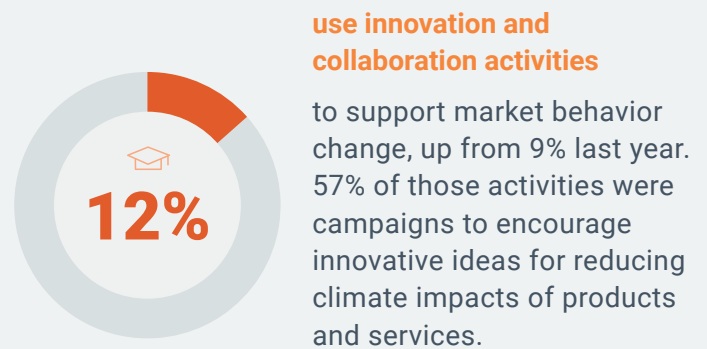 use innovation and
collaboration activities
12%
to support market behavior
change, up from 9% last year.
57% of those activities were
campaigns to encourage
innovative ideas for reducing
climate impacts of products
and services.